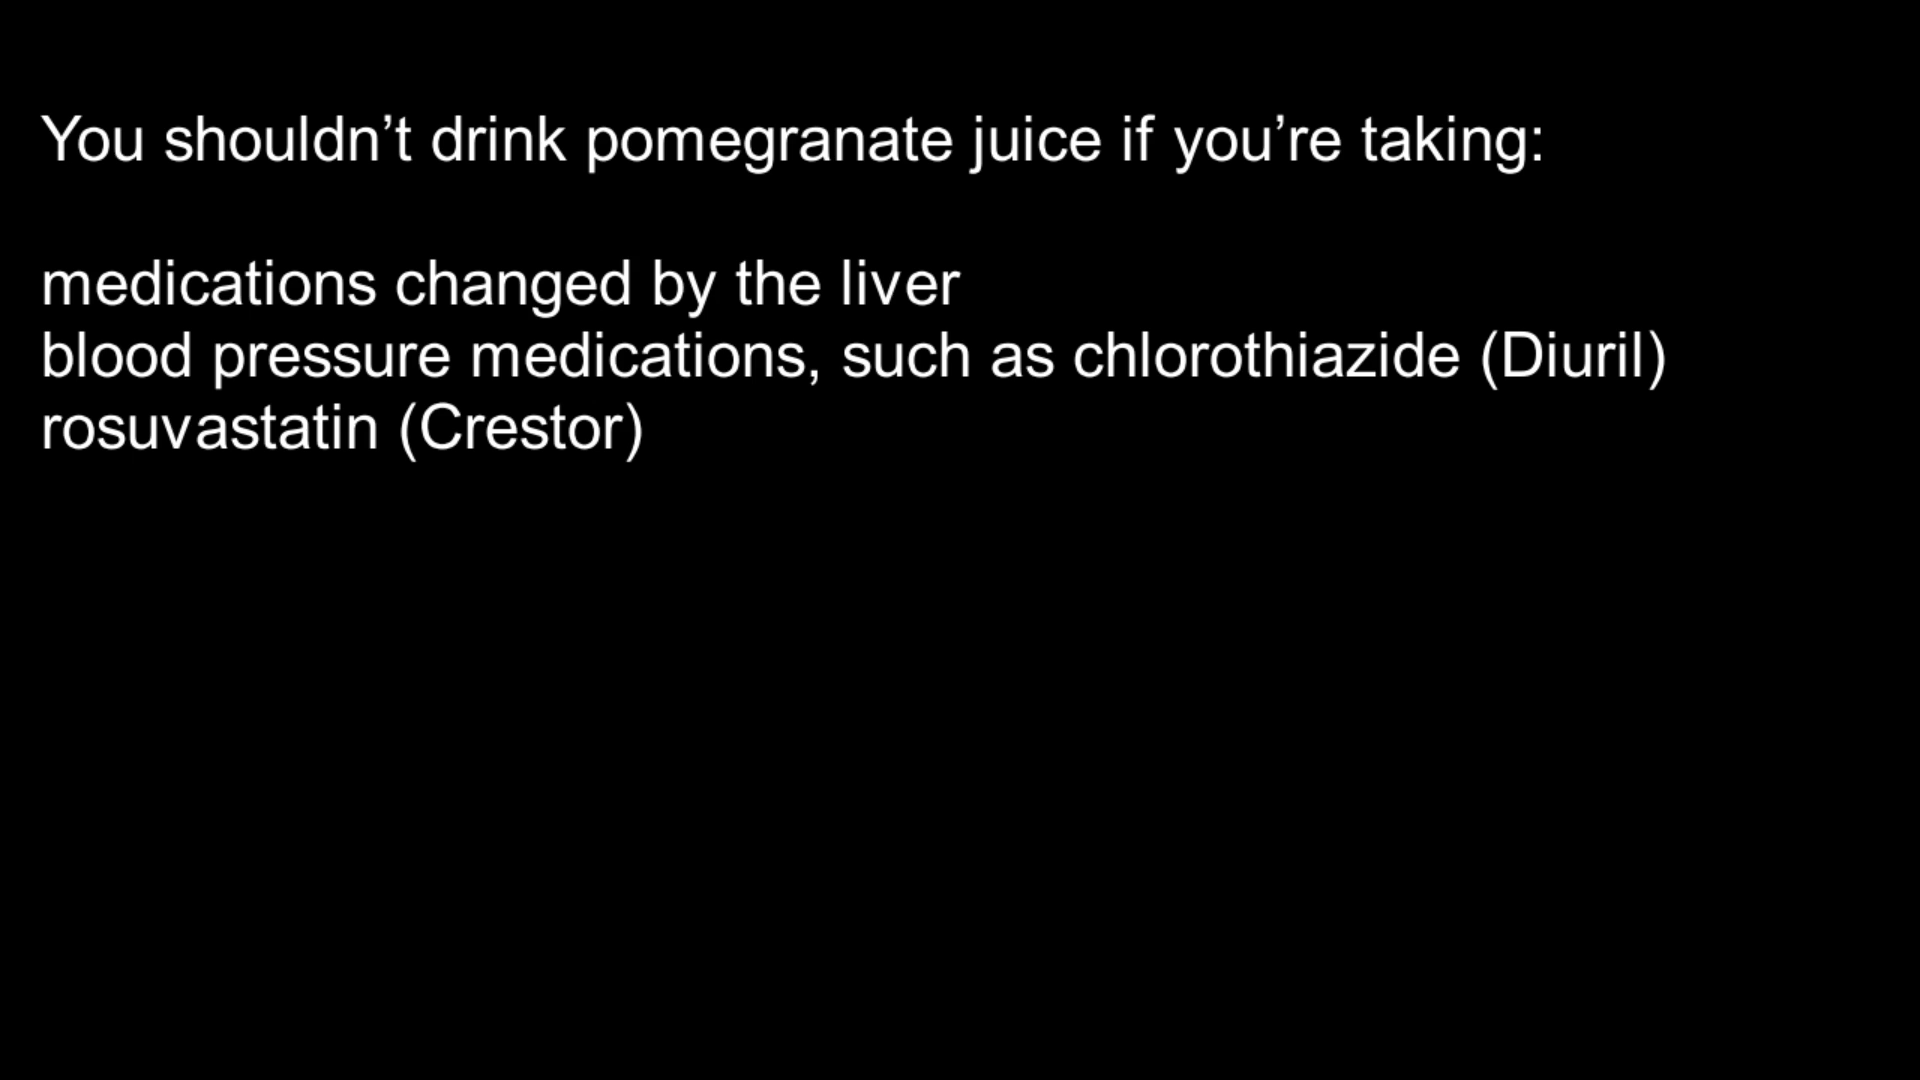 You shouldn’t drink pomegranate juice if you’re taking:
medications changed by the liver
blood pressure medications, such as chlorothiazide (Diuril)
rosuvastatin (Crestor)